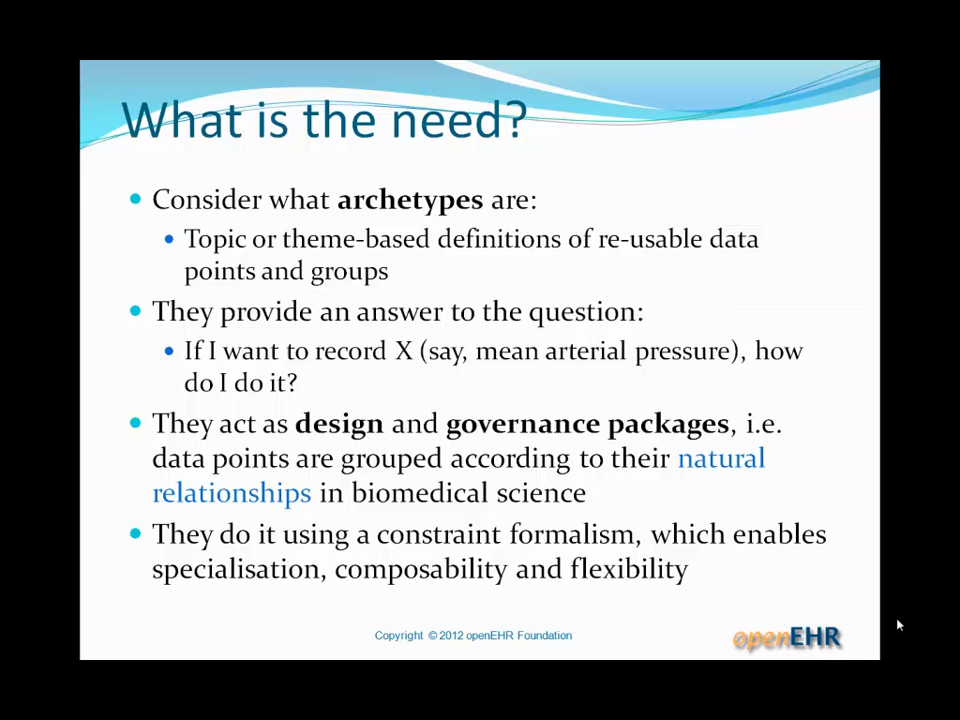 What is the need?
Consider what archetypes are:
Topic or theme-based definitions of re-usable data
points and groups
They provide an answer to the question:
If I want to record X (say, mean arterial pressure), how
do I do it?
They act as design and governance packages, i.e.
data points are grouped according to their natural
relationships in biomedical science
They do it using a constraint formalism, which enables
specialisation, composability and flexibility
Copyright © 2012 openEHR Foundation
openEHR